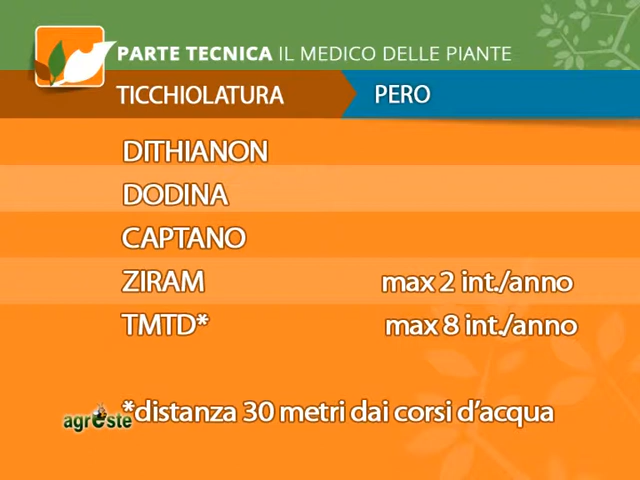 PARTE TECNICA IL MEDICO DELLE PIANTE
TICCHIOLATURA PERO
DITHIANON
DODINA
CAPTANO
ZIRAM max 2 int./anno
TMTD* max 8 int./anno
*distanza 30 metri dai corsi d'acqua
agreste